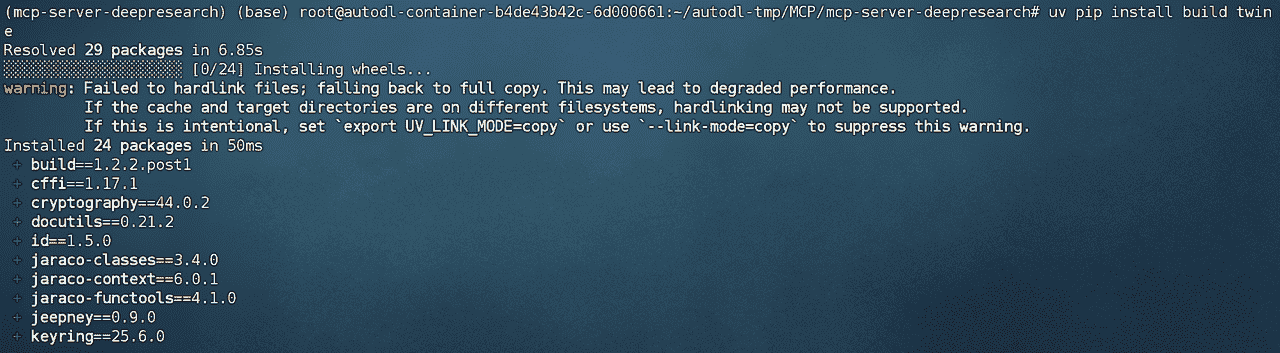 (mcp-server-deepresearch) (base) root@autodl-container-b4de43b42c-6d000661:~/autodl-tmp/MCP/mcp-server-deepresearch# uv pip install build twin
e
Resolved 29 packages in 6.85s
░░░░░░░░░░░░░░░░░░░░ [0/24] Installing wheels...
warning: Failed to hardlink files; falling back to full copy. This may lead to degraded performance.
         If the cache and target directories are on different filesystems, hardlinking may not be supported.
         If this is intentional, set `export UV_LINK_MODE=copy` or use `--link-mode=copy` to suppress this warning.
Installed 24 packages in 50ms
 + build==1.2.2.post1
 + cffi==1.17.1
 + cryptography==44.0.2
 + docutils==0.21.2
 + id==1.5.0
 + jaraco-classes==3.4.0
 + jaraco-context==6.0.1
 + jaraco-functools==4.1.0
 + jeepney==0.9.0
 + keyring==25.6.0